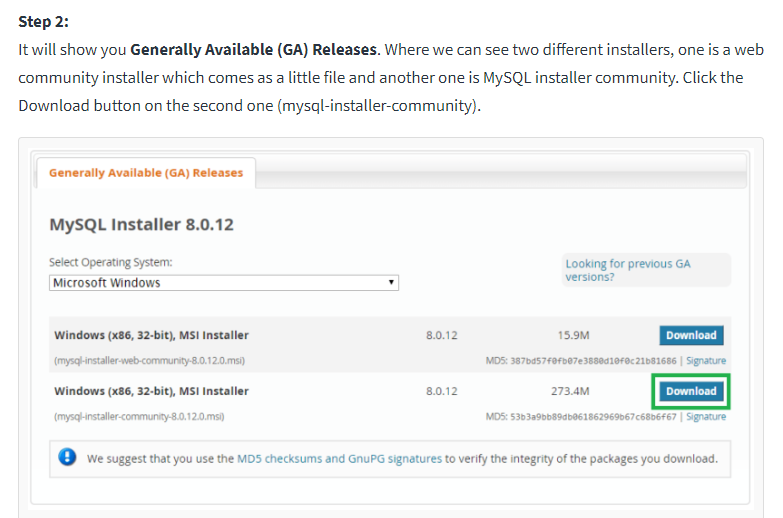 Step 2:
It will show you Generally Available (GA) Releases. Where we can see two different installers, one is a web
community installer which comes as a little file and another one is MySQL installer community. Click the
Download button on the second one (mysql-installer-community).
Generally Available (GA) Releases
MySQL Installer 8.0.12
Select Operating System:
Microsoft Windows
Looking for previous GA
versions?
Windows (x86, 32-bit), MSI Installer 8.0.12 15.9M Download
(mysql-installer-web-community-8.0.12.0.msi) MD5: 387bd57f0fb07e3880d10f0c21b81686 | Signature
Windows (x86, 32-bit), MSI Installer 8.0.12 273.4M Download
(mysql-installer-community-8.0.12.0.msi) MD5: 53b3a9bb89db061862969b67c68b6f67 | Signature
We suggest that you use the MD5 checksums and GnuPG signatures to verify the integrity of the packages you download.